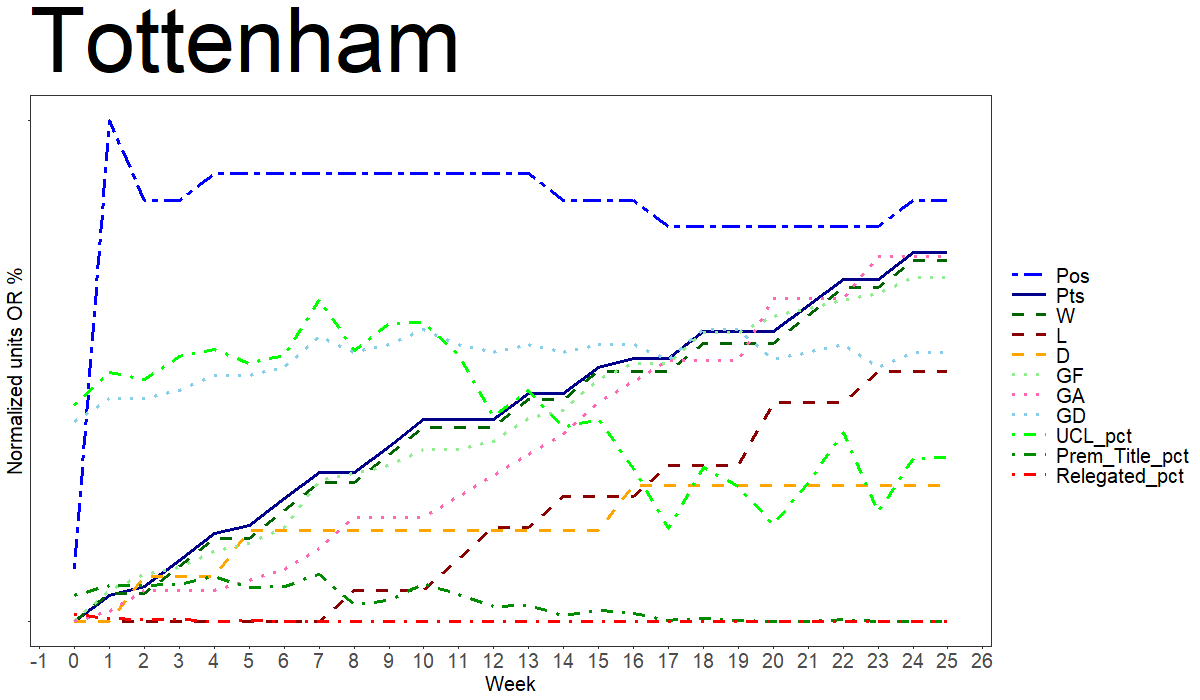 Tottenham
Normalized units OR %
Pos
Pts
W
L
D
GF
GA
GD
UCL_pct
Prem_Title_pct
Relegated_pct
-1 0 1 2 3 4 5 6 7 8 9 10 11 12 13 14 15 16 17 18 19 20 21 22 23 24 25 26
Week